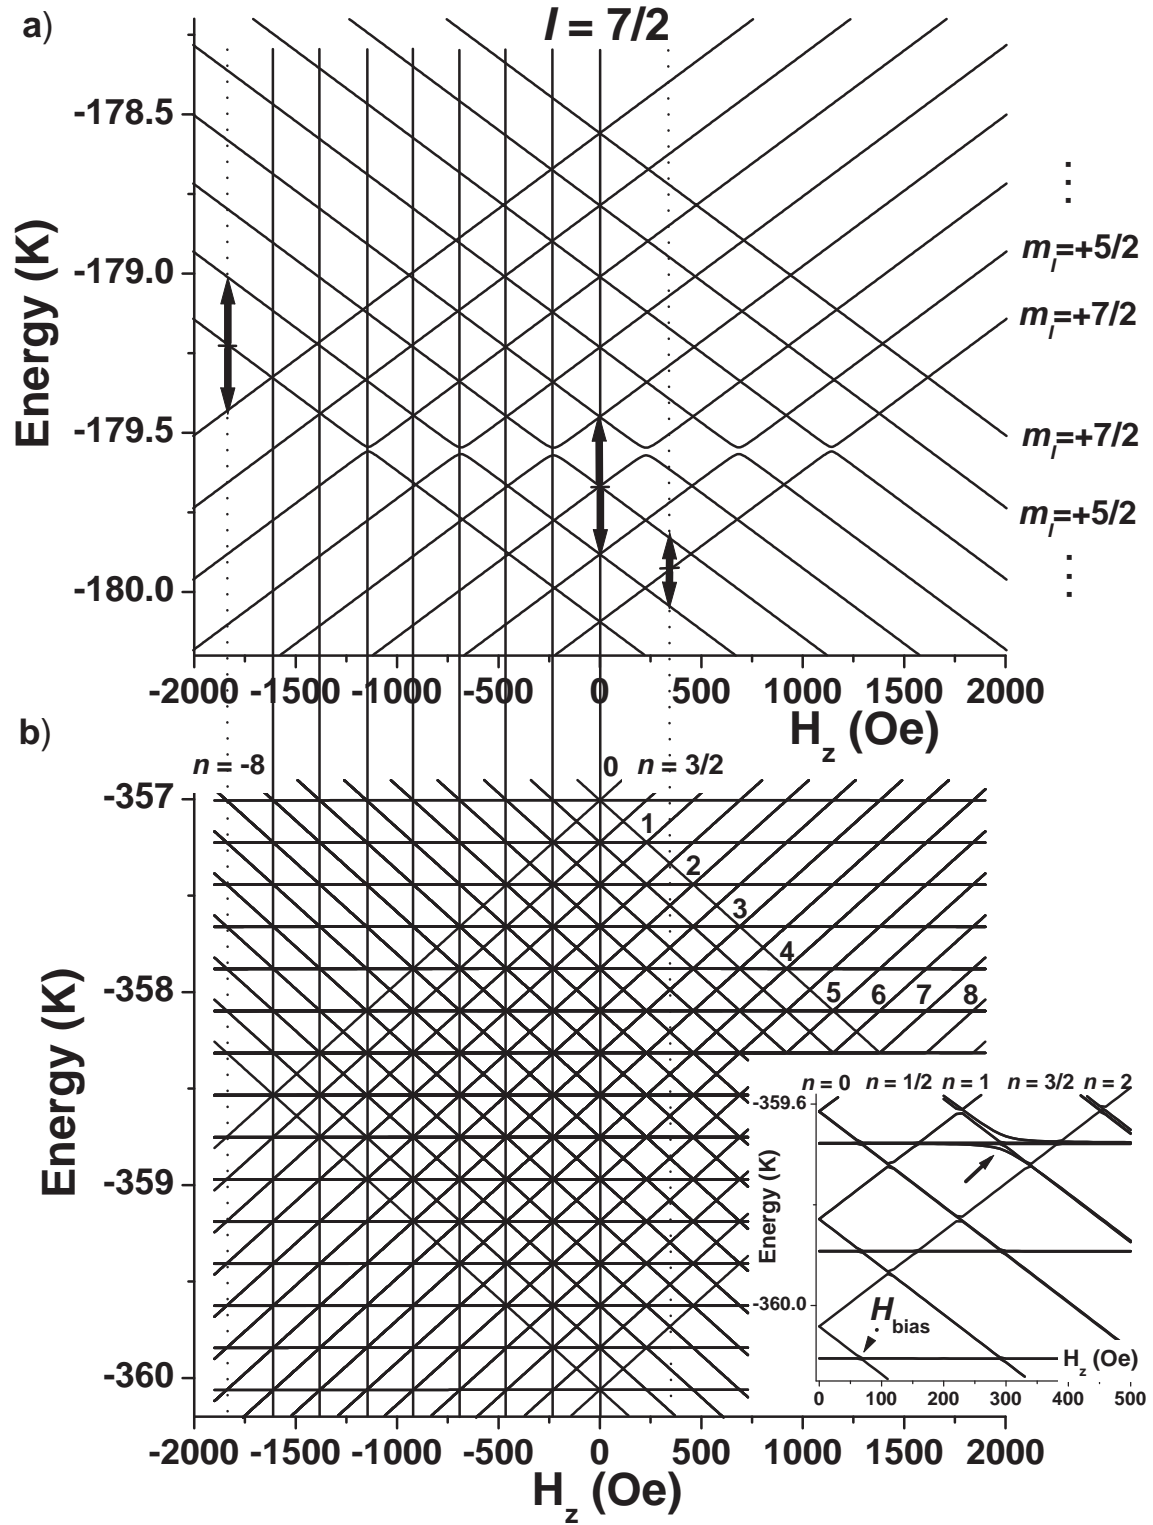 a)
I = 7/2
Energy (K)
-178.5
-179.0
-179.5
-180.0
⋮
m_I=+5/2
m_I=+7/2
m_I=+7/2
m_I=+5/2
⋮
-2000 -1500 -1000 -500 0 500 1000 1500 2000
H_z (Oe)
b)
n = -8 0 n = 3/2
1
2
3
4
5 6 7 8
Energy (K)
-357
-358
-359
-360
n = 0 n = 1/2 n = 1 n = 3/2 n = 2
-359.6
Energy (K)
-360.0
H_bias
H_z (Oe)
0 100 200 300 400 500
-2000 -1500 -1000 -500 0 500 1000 1500 2000
H_z (Oe)